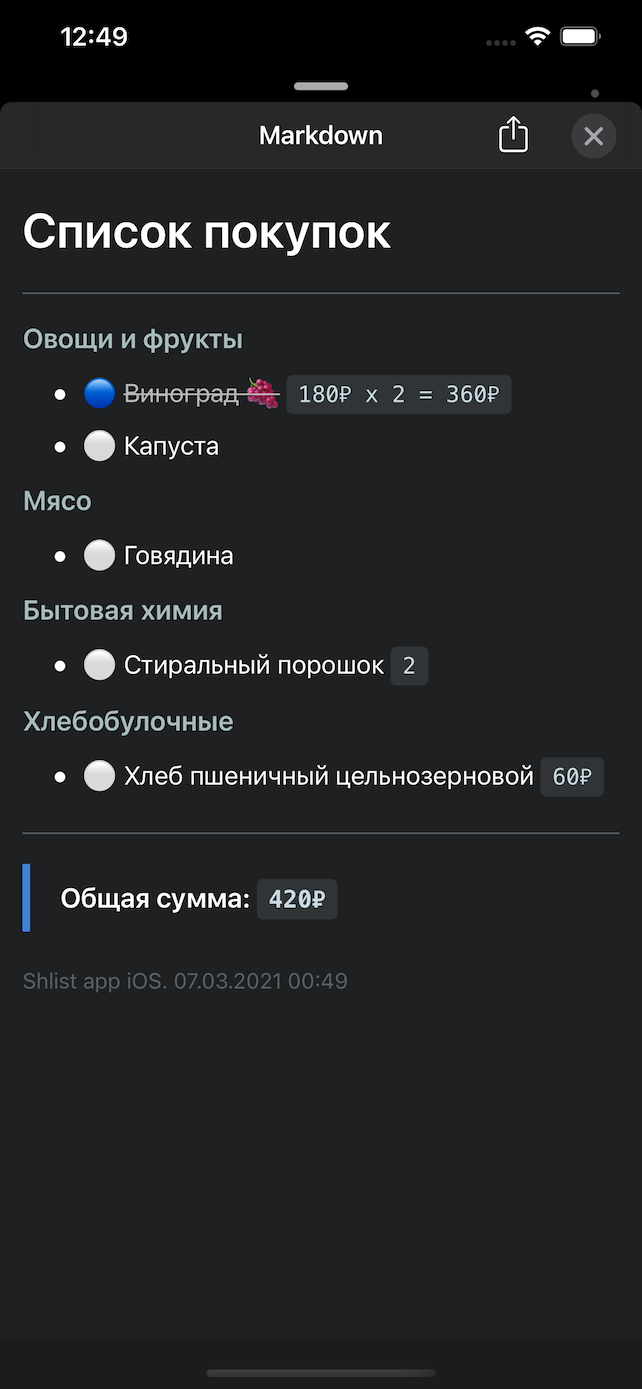 12:49
Markdown
Список покупок
Овощи и фрукты
Виноград 180₽ x 2 = 360₽
Капуста
Мясо
Говядина
Бытовая химия
Стиральный порошок 2
Хлебобулочные
Хлеб пшеничный цельнозерновой 60₽
Общая сумма: 420₽
Shlist app iOS. 07.03.2021 00:49